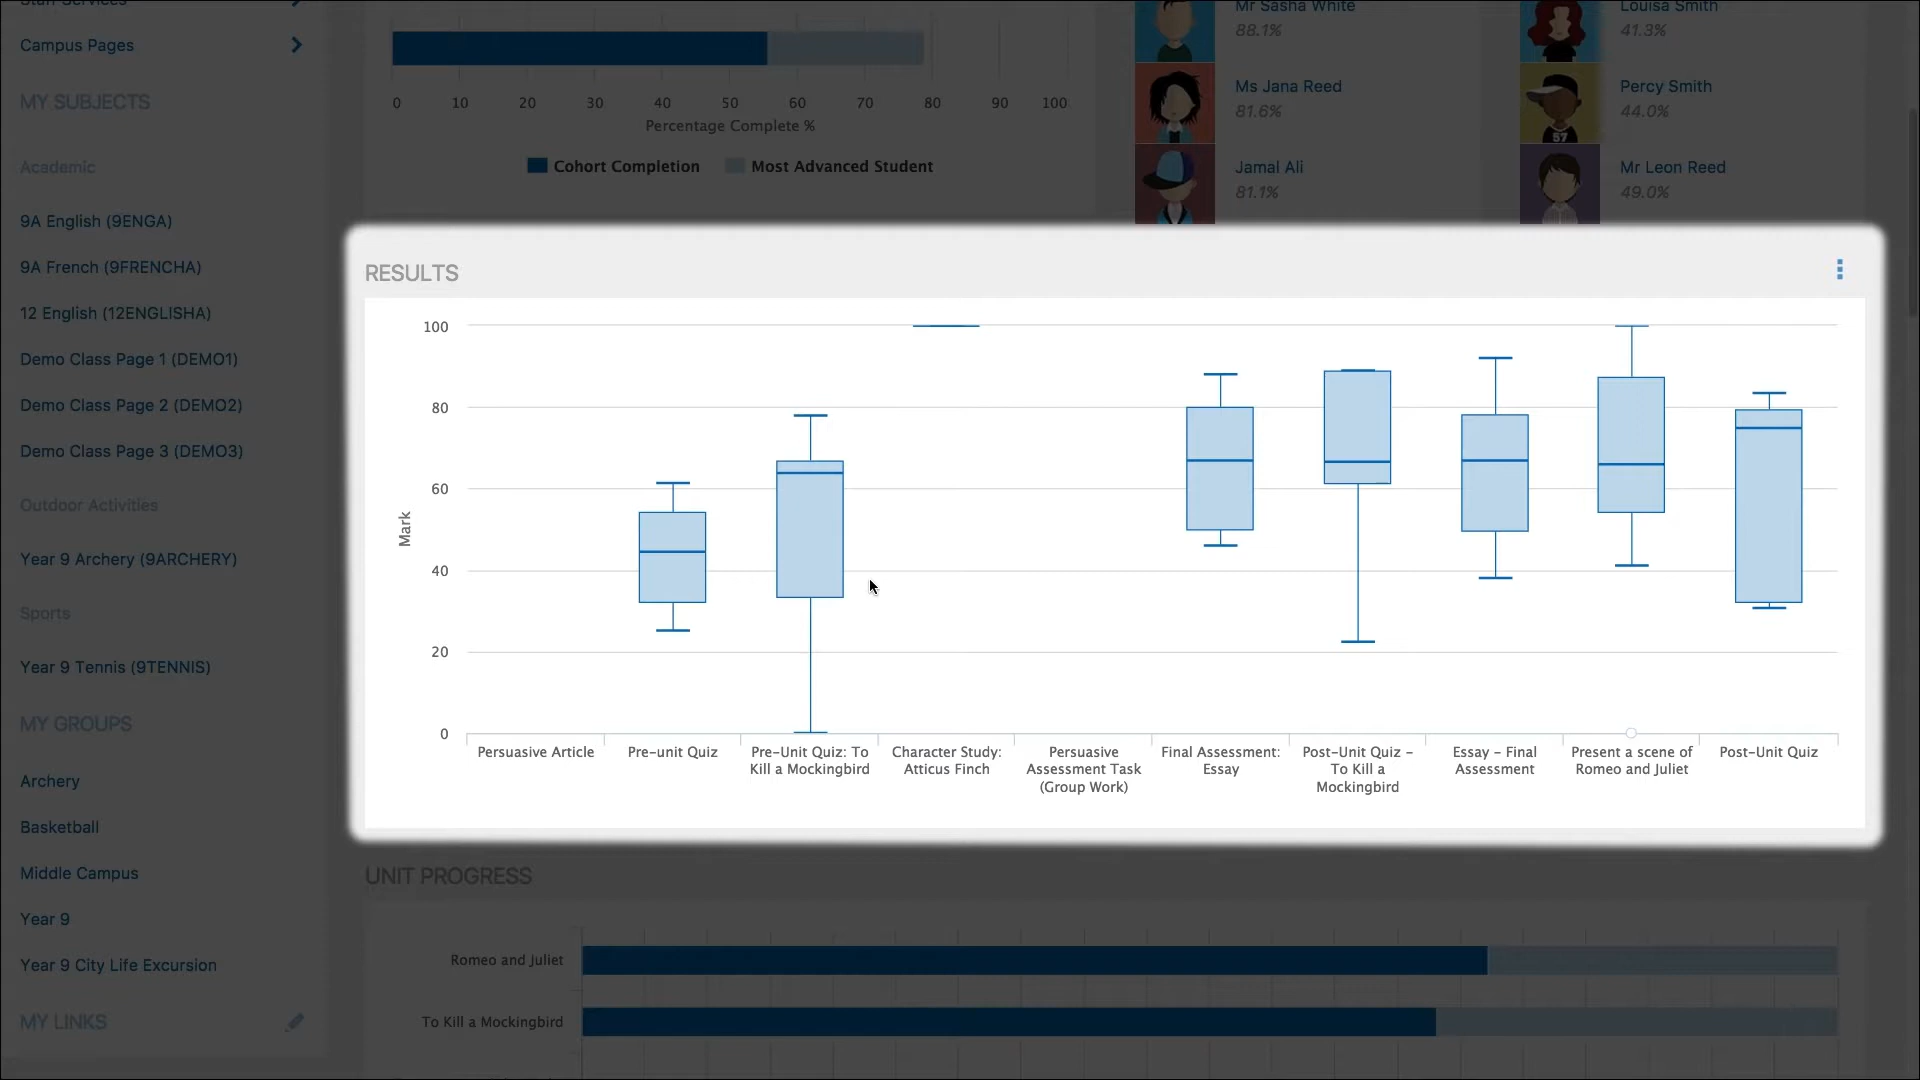 Staff Services
Campus Pages
MY SUBJECTS
Academic
9A English (9ENGA)
9A French (9FRENCHA)
12 English (12ENGLISHA)
Demo Class Page 1 (DEMO1)
Demo Class Page 2 (DEMO2)
Demo Class Page 3 (DEMO3)
Outdoor Activities
Year 9 Archery (9ARCHERY)
Sports
Year 9 Tennis (9TENNIS)
MY GROUPS
Archery
Basketball
Middle Campus
Year 9
Year 9 City Life Excursion
MY LINKS
0 10 20 30 40 50 60 70 80 90 100
Percentage Complete %
Cohort Completion Most Advanced Student
Mr Sasha White
88.1%
Ms Jana Reed
81.6%
Jamal Ali
81.1%
Louisa Smith
41.3%
Percy Smith
44.0%
57
Mr Leon Reed
49.0%
RESULTS
100
80
60
40
20
0
Mark
Persuasive Article
Pre-unit Quiz
Pre-Unit Quiz: To
Kill a Mockingbird
Character Study:
Atticus Finch
Persuasive
Assessment Task
(Group Work)
Final Assessment:
Essay
Post-Unit Quiz -
To Kill a
Mockingbird
Essay - Final
Assessment
Present a scene of
Romeo and Juliet
Post-Unit Quiz
UNIT PROGRESS
Romeo and Juliet
To Kill a Mockingbird